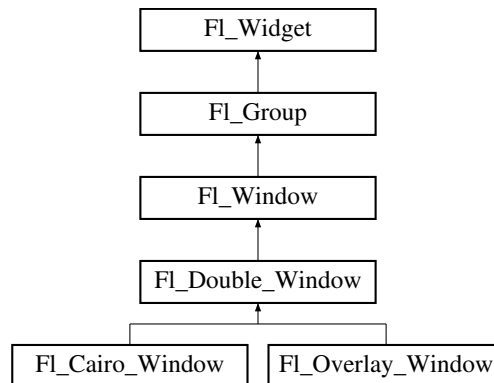 Fl_Widget
Fl_Group
Fl_Window
Fl_Double_Window
Fl_Cairo_Window
Fl_Overlay_Window